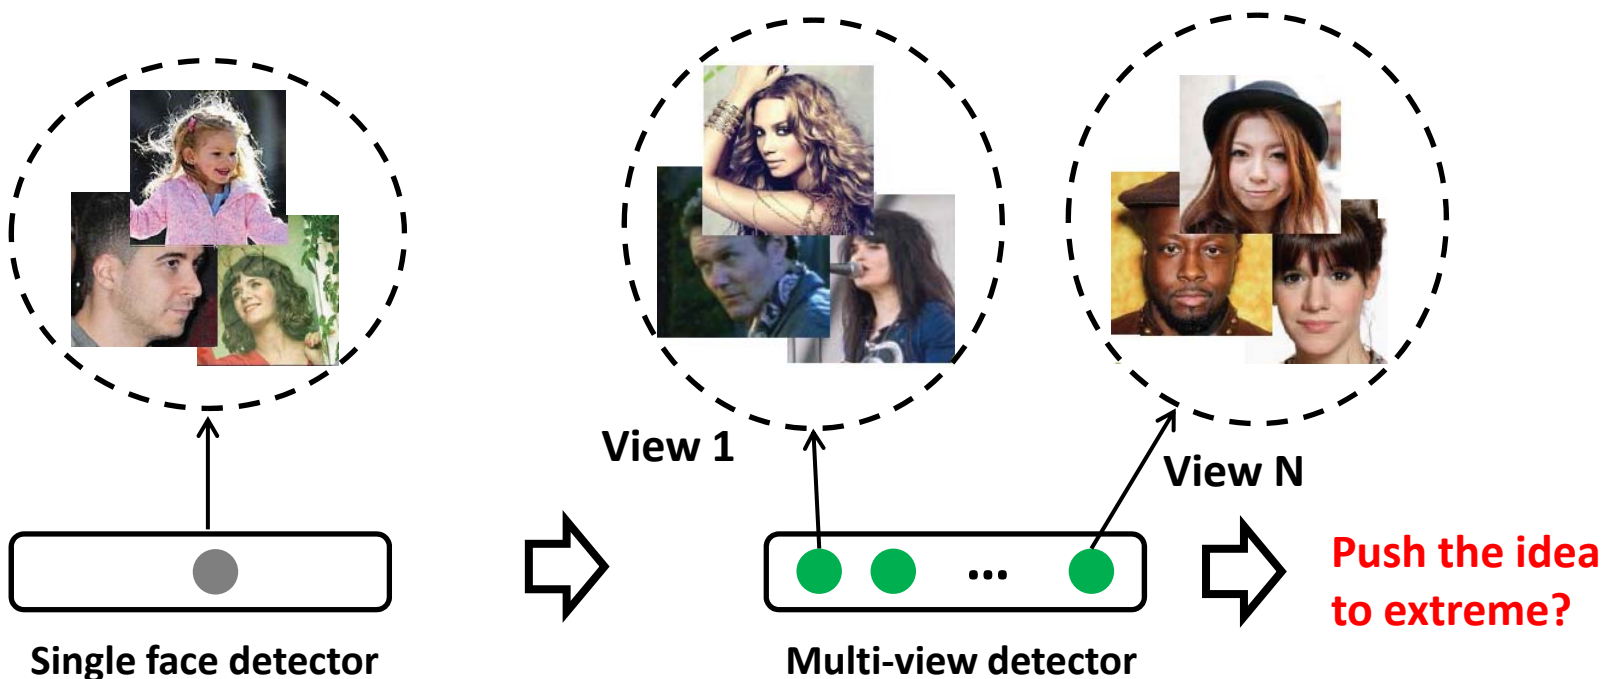 View 1
View N
...
Push the idea
to extreme?
Single face detector
Multi-view detector